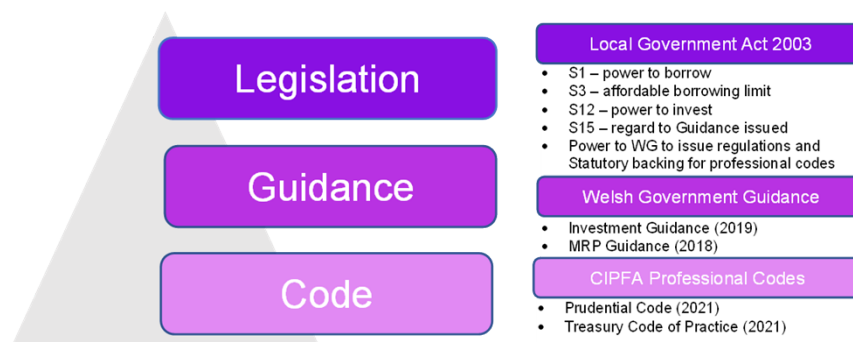 Legislation
Guidance
Code
Local Government Act 2003
• S1 – power to borrow
• S3 – affordable borrowing limit
• S12 – power to invest
• S15 – regard to Guidance issued
• Power to WG to issue regulations and
Statutory backing for professional codes
Welsh Government Guidance
• Investment Guidance (2019)
• MRP Guidance (2018)
CIPFA Professional Codes
• Prudential Code (2021)
• Treasury Code of Practice (2021)